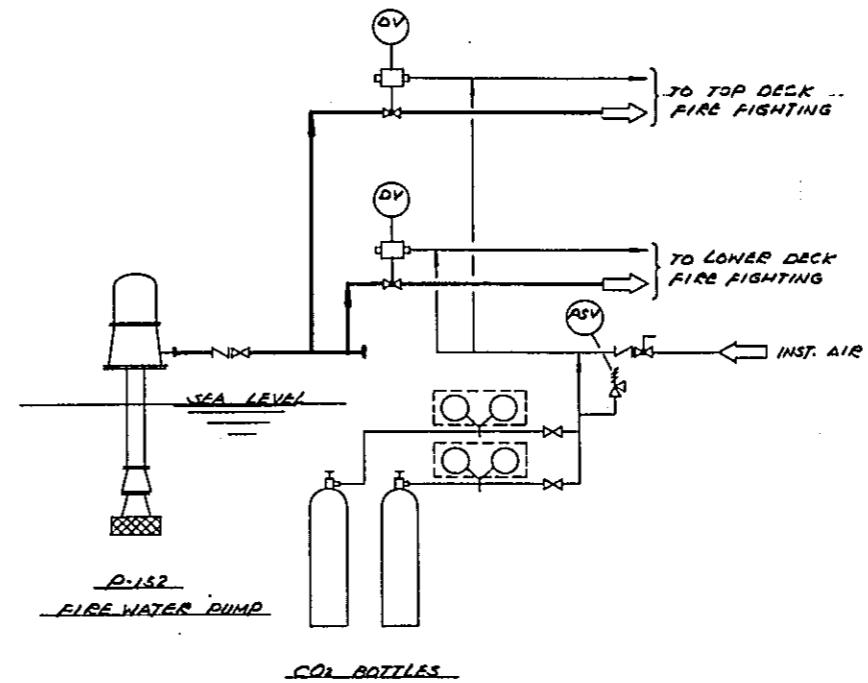 DV
TO TOP DECK
FIRE FIGHTING
DV
TO LOWER DECK
FIRE FIGHTING
PSV
INST. AIR
SEA LEVEL
P-152
FIRE WATER PUMP
CO2 BOTTLES